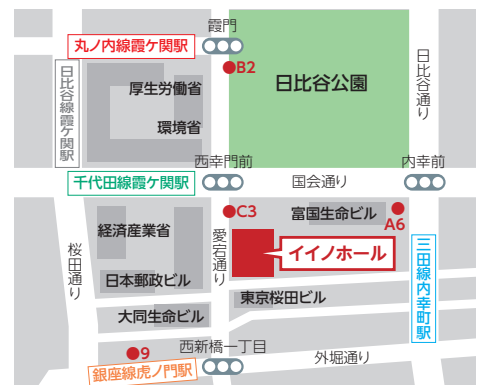 霞門
丸ノ内線霞ケ関駅
B2
日比谷公園
日比谷通り
日比谷線霞ケ関駅
厚生労働省
環境省
西幸門前
国会通り
内幸前
千代田線霞ケ関駅
C3
富国生命ビル
A6
経済産業省
愛宕通り
イイノホール
桜田通り
三田線内幸町駅
日本郵政ビル
東京桜田ビル
大同生命ビル
9
西新橋一丁目
外堀通り
銀座線虎ノ門駅